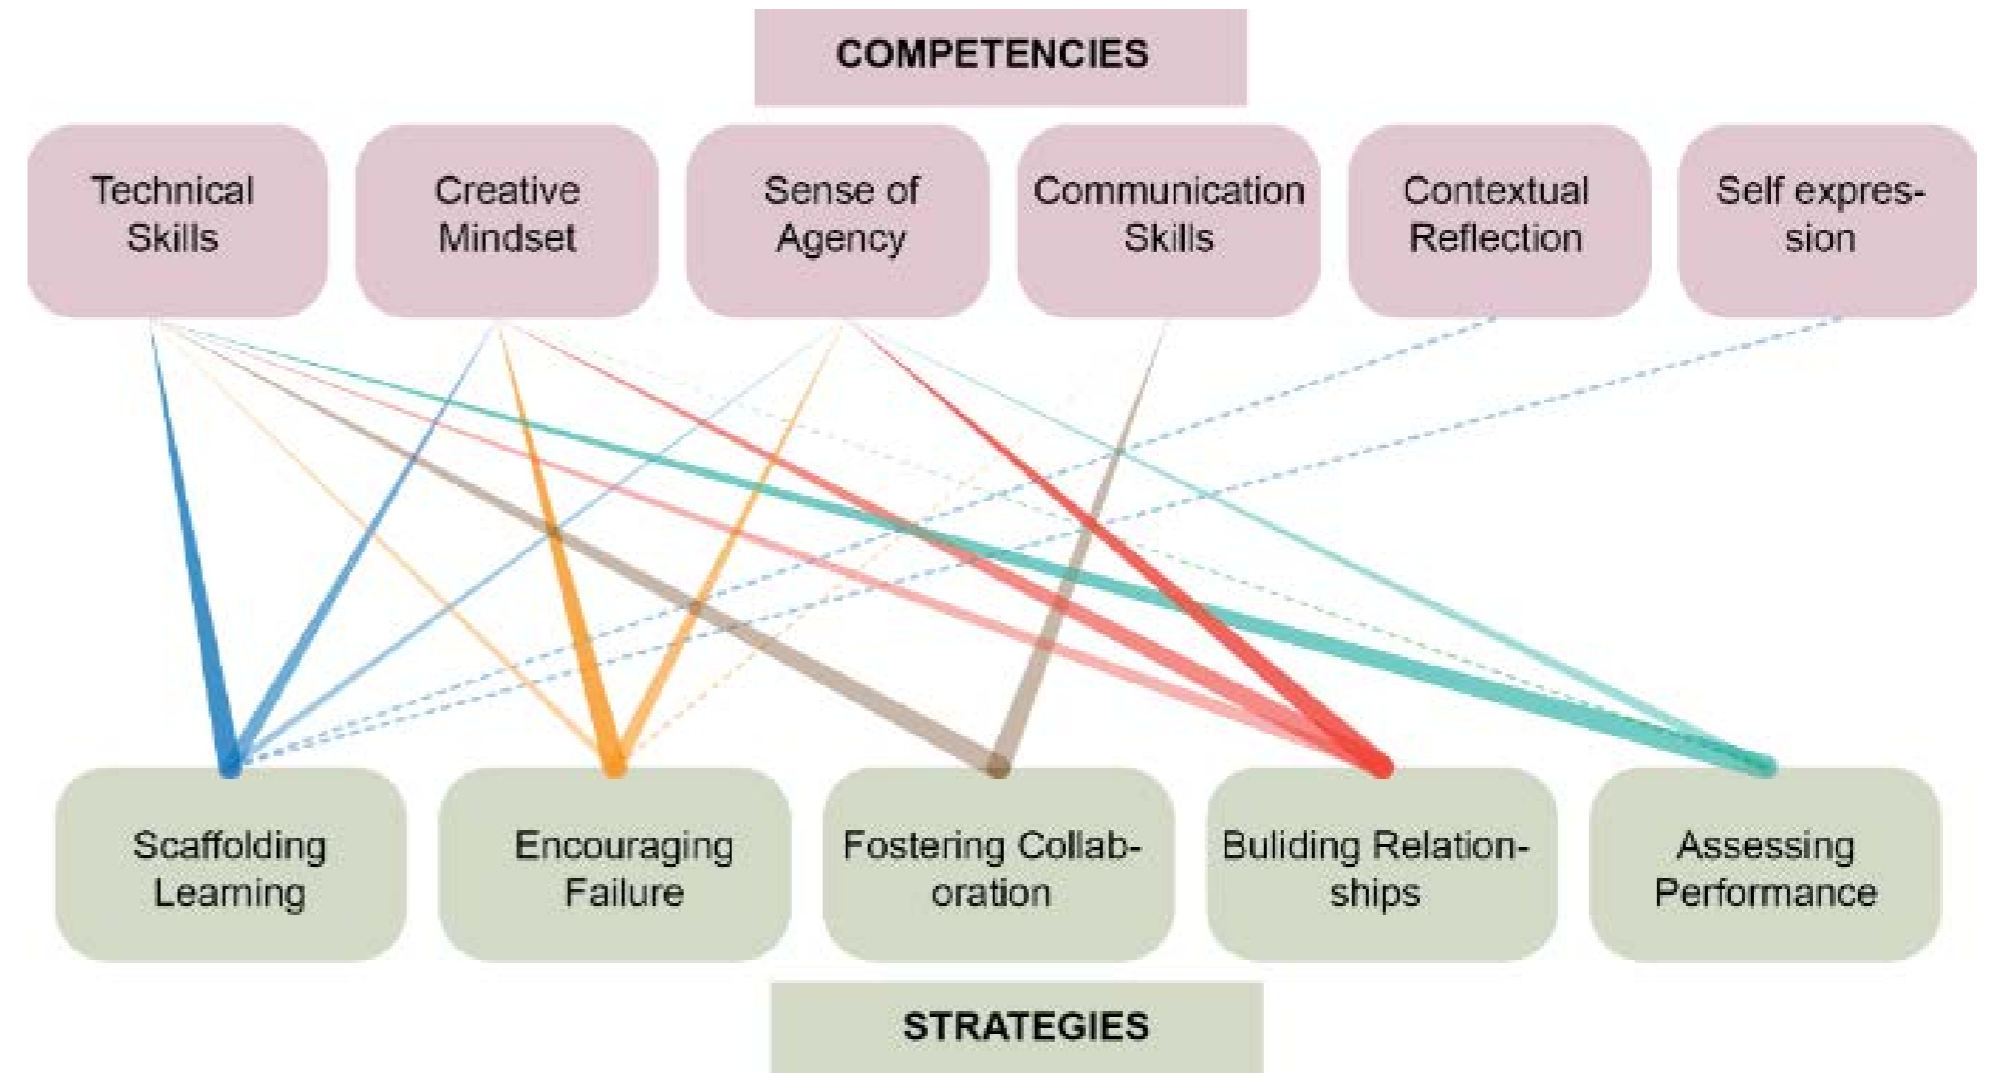 COMPETENCIES
Technical
Skills
Creative
Mindset
Sense of
Agency
Communication
Skills
Contextual
Reflection
Self expres-
sion
Scaffolding
Learning
Encouraging
Failure
Fostering Collab-
oration
Buliding Relation-
ships
Assessing
Performance
STRATEGIES